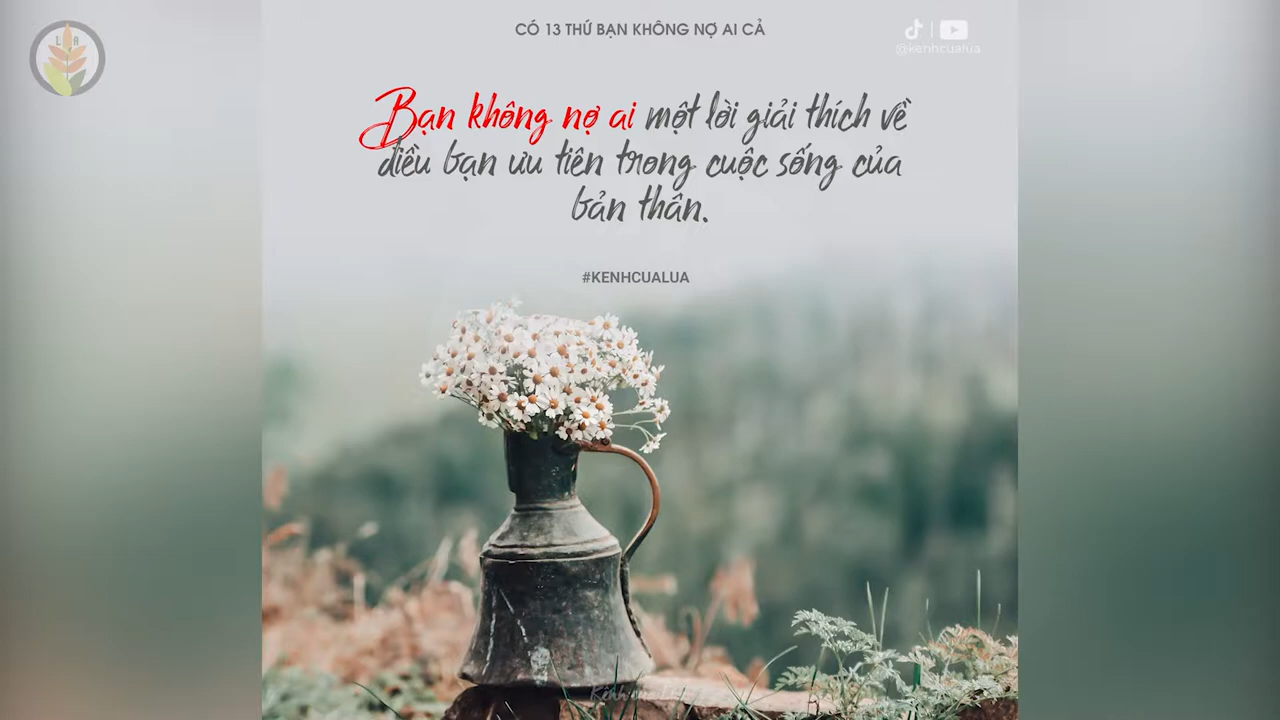 CÓ 13 THỨ BẠN KHÔNG NỢ AI CẢ
L A
@kenhcualua
Bạn không nợ ai một lời giải thích về
điều bạn ưu tiên trong cuộc sống của
bản thân.
#KENHCUALUA